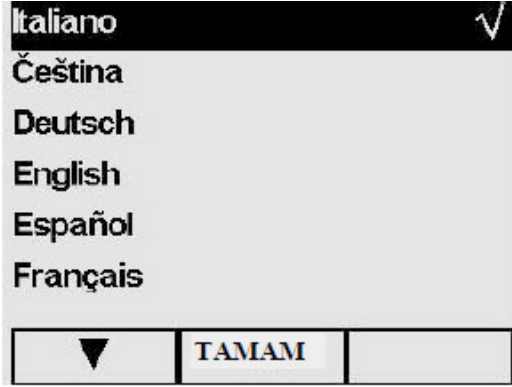 Italiano √
Čeština
Deutsch
English
Español
Français
▼ TAMAM